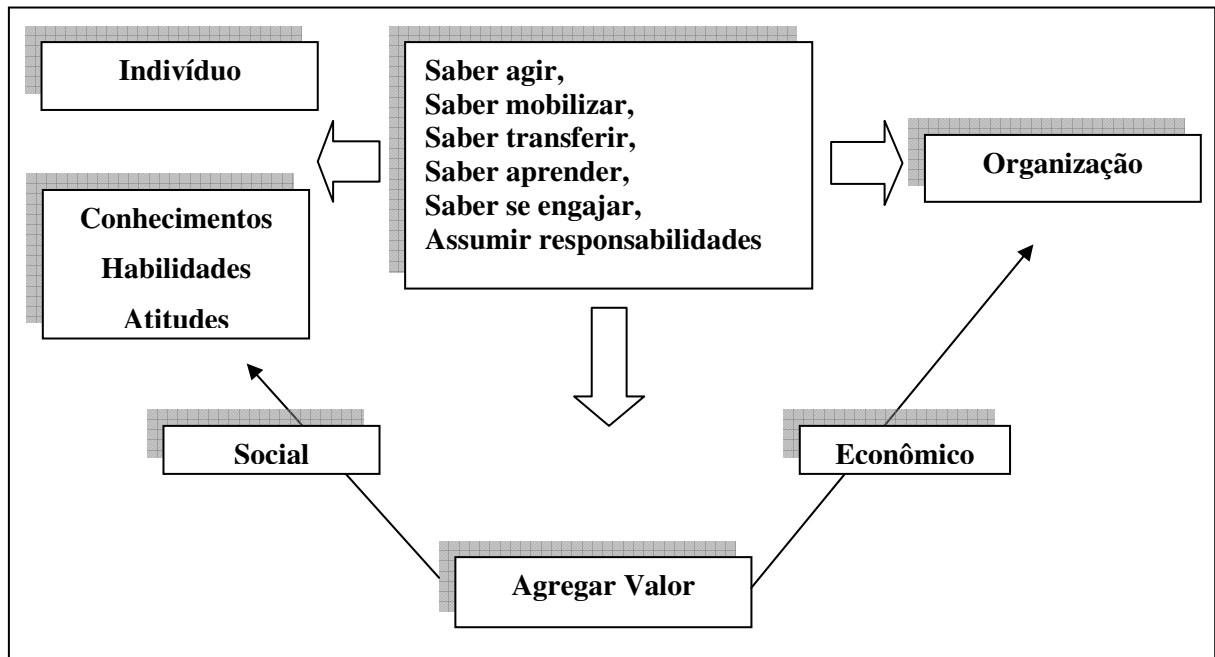 Indivíduo
Conhecimentos
Habilidades
Atitudes
Saber agir,
Saber mobilizar,
Saber transferir,
Saber aprender,
Saber se engajar,
Assumir responsabilidades
Organização
Social
Econômico
Agregar Valor